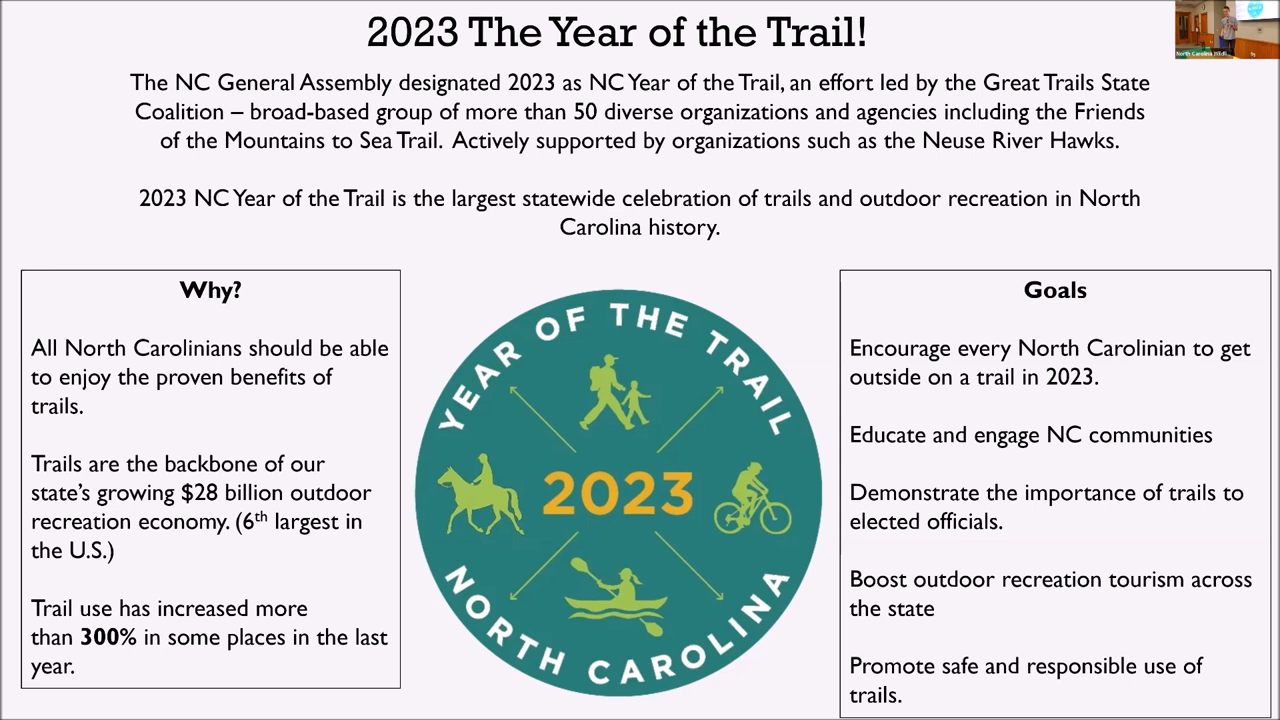 2023 The Year of the Trail!
The NC General Assembly designated 2023 as NC Year of the Trail, an effort led by the Great Trails State
Coalition – broad-based group of more than 50 diverse organizations and agencies including the Friends
of the Mountains to Sea Trail. Actively supported by organizations such as the Neuse River Hawks.
2023 NC Year of the Trail is the largest statewide celebration of trails and outdoor recreation in North
Carolina history.
Why?
All North Carolinians should be able
to enjoy the proven benefits of
trails.
Trails are the backbone of our
state's growing $28 billion outdoor
recreation economy. (6th largest in
the U.S.)
Trail use has increased more
than 300% in some places in the last
year.
YEAR OF THE TRAIL
2023
NORTH CAROLINA
Goals
Encourage every North Carolinian to get
outside on a trail in 2023.
Educate and engage NC communities
Demonstrate the importance of trails to
elected officials.
Boost outdoor recreation tourism across
the state
Promote safe and responsible use of
trails.
North Carolina